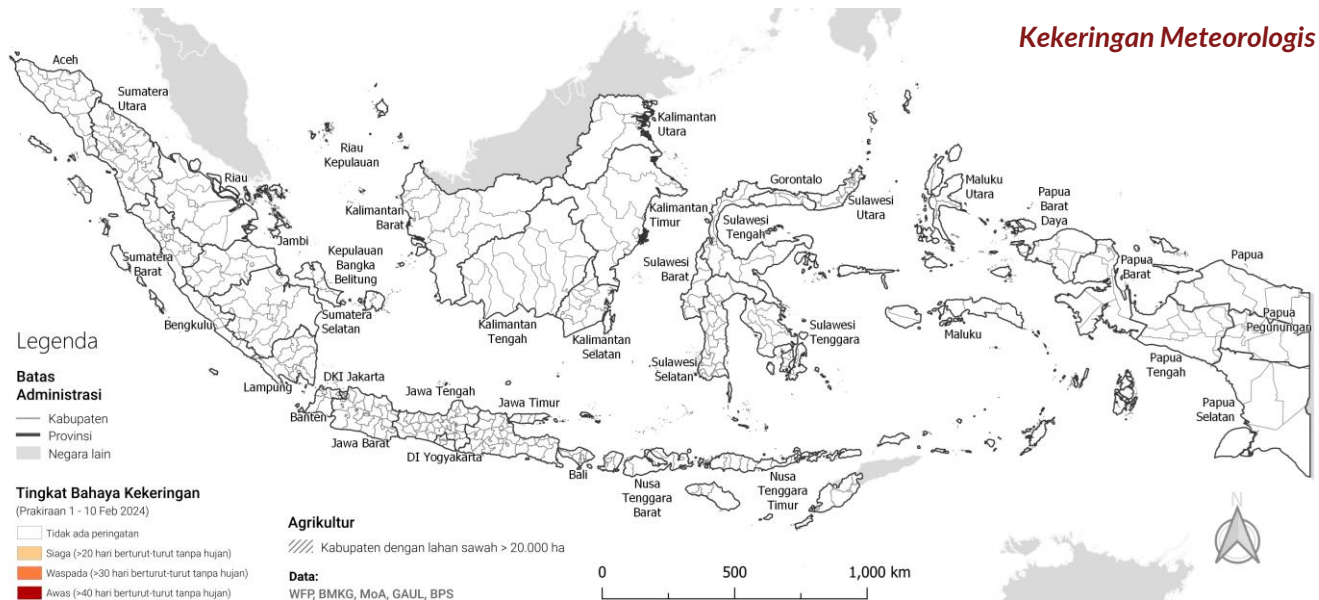 Kekeringan Meteorologis
Aceh
Sumatera
Utara
Riau
Kepulauan
Riau
Jambi
Sumatera
Barat
Kepulauan
Bangka
Belitung
Sumatera
Selatan
Bengkulu
Lampung
Kalimantan
Utara
Kalimantan
Barat
Kalimantan
Timur
Kalimantan
Tengah
Kalimantan
Selatan
Gorontalo
Sulawesi
Utara
Sulawesi
Tengah
Sulawesi
Barat
Sulawesi
Tenggara
Sulawesi
Selatan
Maluku
Utara
Maluku
Papua
Barat
Daya
Papua
Barat
Papua
Papua
Pegunungan
Papua
Tengah
Papua
Selatan
DKI Jakarta
Banten
Jawa Barat
Jawa Tengah
DI Yogyakarta
Jawa Timur
Bali
Nusa
Tenggara
Barat
Nusa
Tenggara
Timur
Legenda
Batas
Administrasi
Kabupaten
Provinsi
Negara lain
Tingkat Bahaya Kekeringan
(Prakiraan 1 - 10 Feb 2024)
Tidak ada peringatan
Siaga (>20 hari berturut-turut tanpa hujan)
Waspada (>30 hari berturut-turut tanpa hujan)
Awas (>40 hari berturut-turut tanpa hujan)
Agrikultur
Kabupaten dengan lahan sawah > 20.000 ha
Data:
WFP, BMKG, MoA, GAUL, BPS
0 500 1,000 km
N